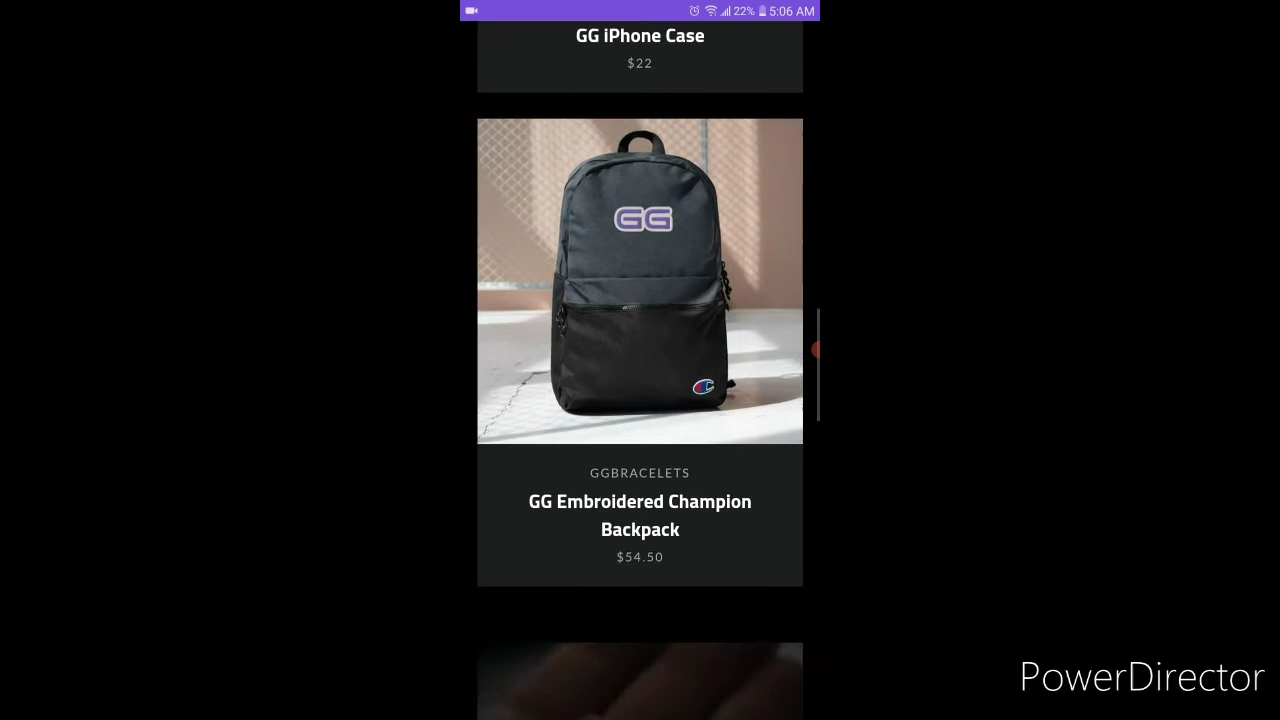 22% 5:06 AM
GG iPhone Case
$22
GG
C
GGBRACELETS
GG Embroidered Champion
Backpack
$54.50
PowerDirector